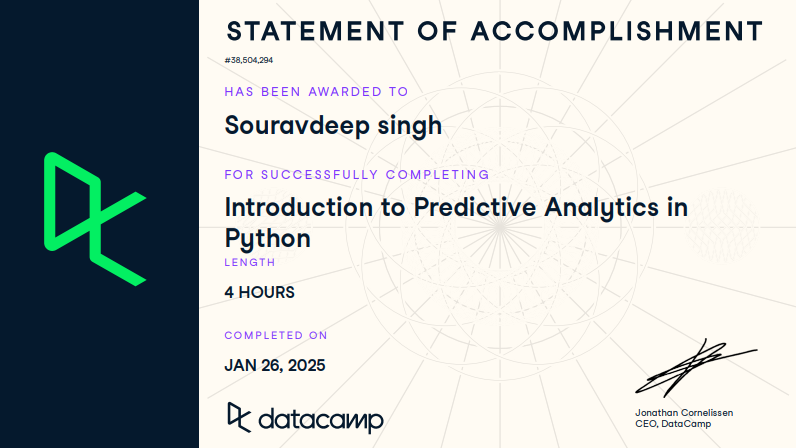 STATEMENT OF ACCOMPLISHMENT
#38,504,294
HAS BEEN AWARDED TO
Souravdeep singh
FOR SUCCESSFULLY COMPLETING
Introduction to Predictive Analytics in
Python
LENGTH
4 HOURS
COMPLETED ON
JAN 26, 2025
datacamp
Jonathan Cornelissen
CEO, DataCamp